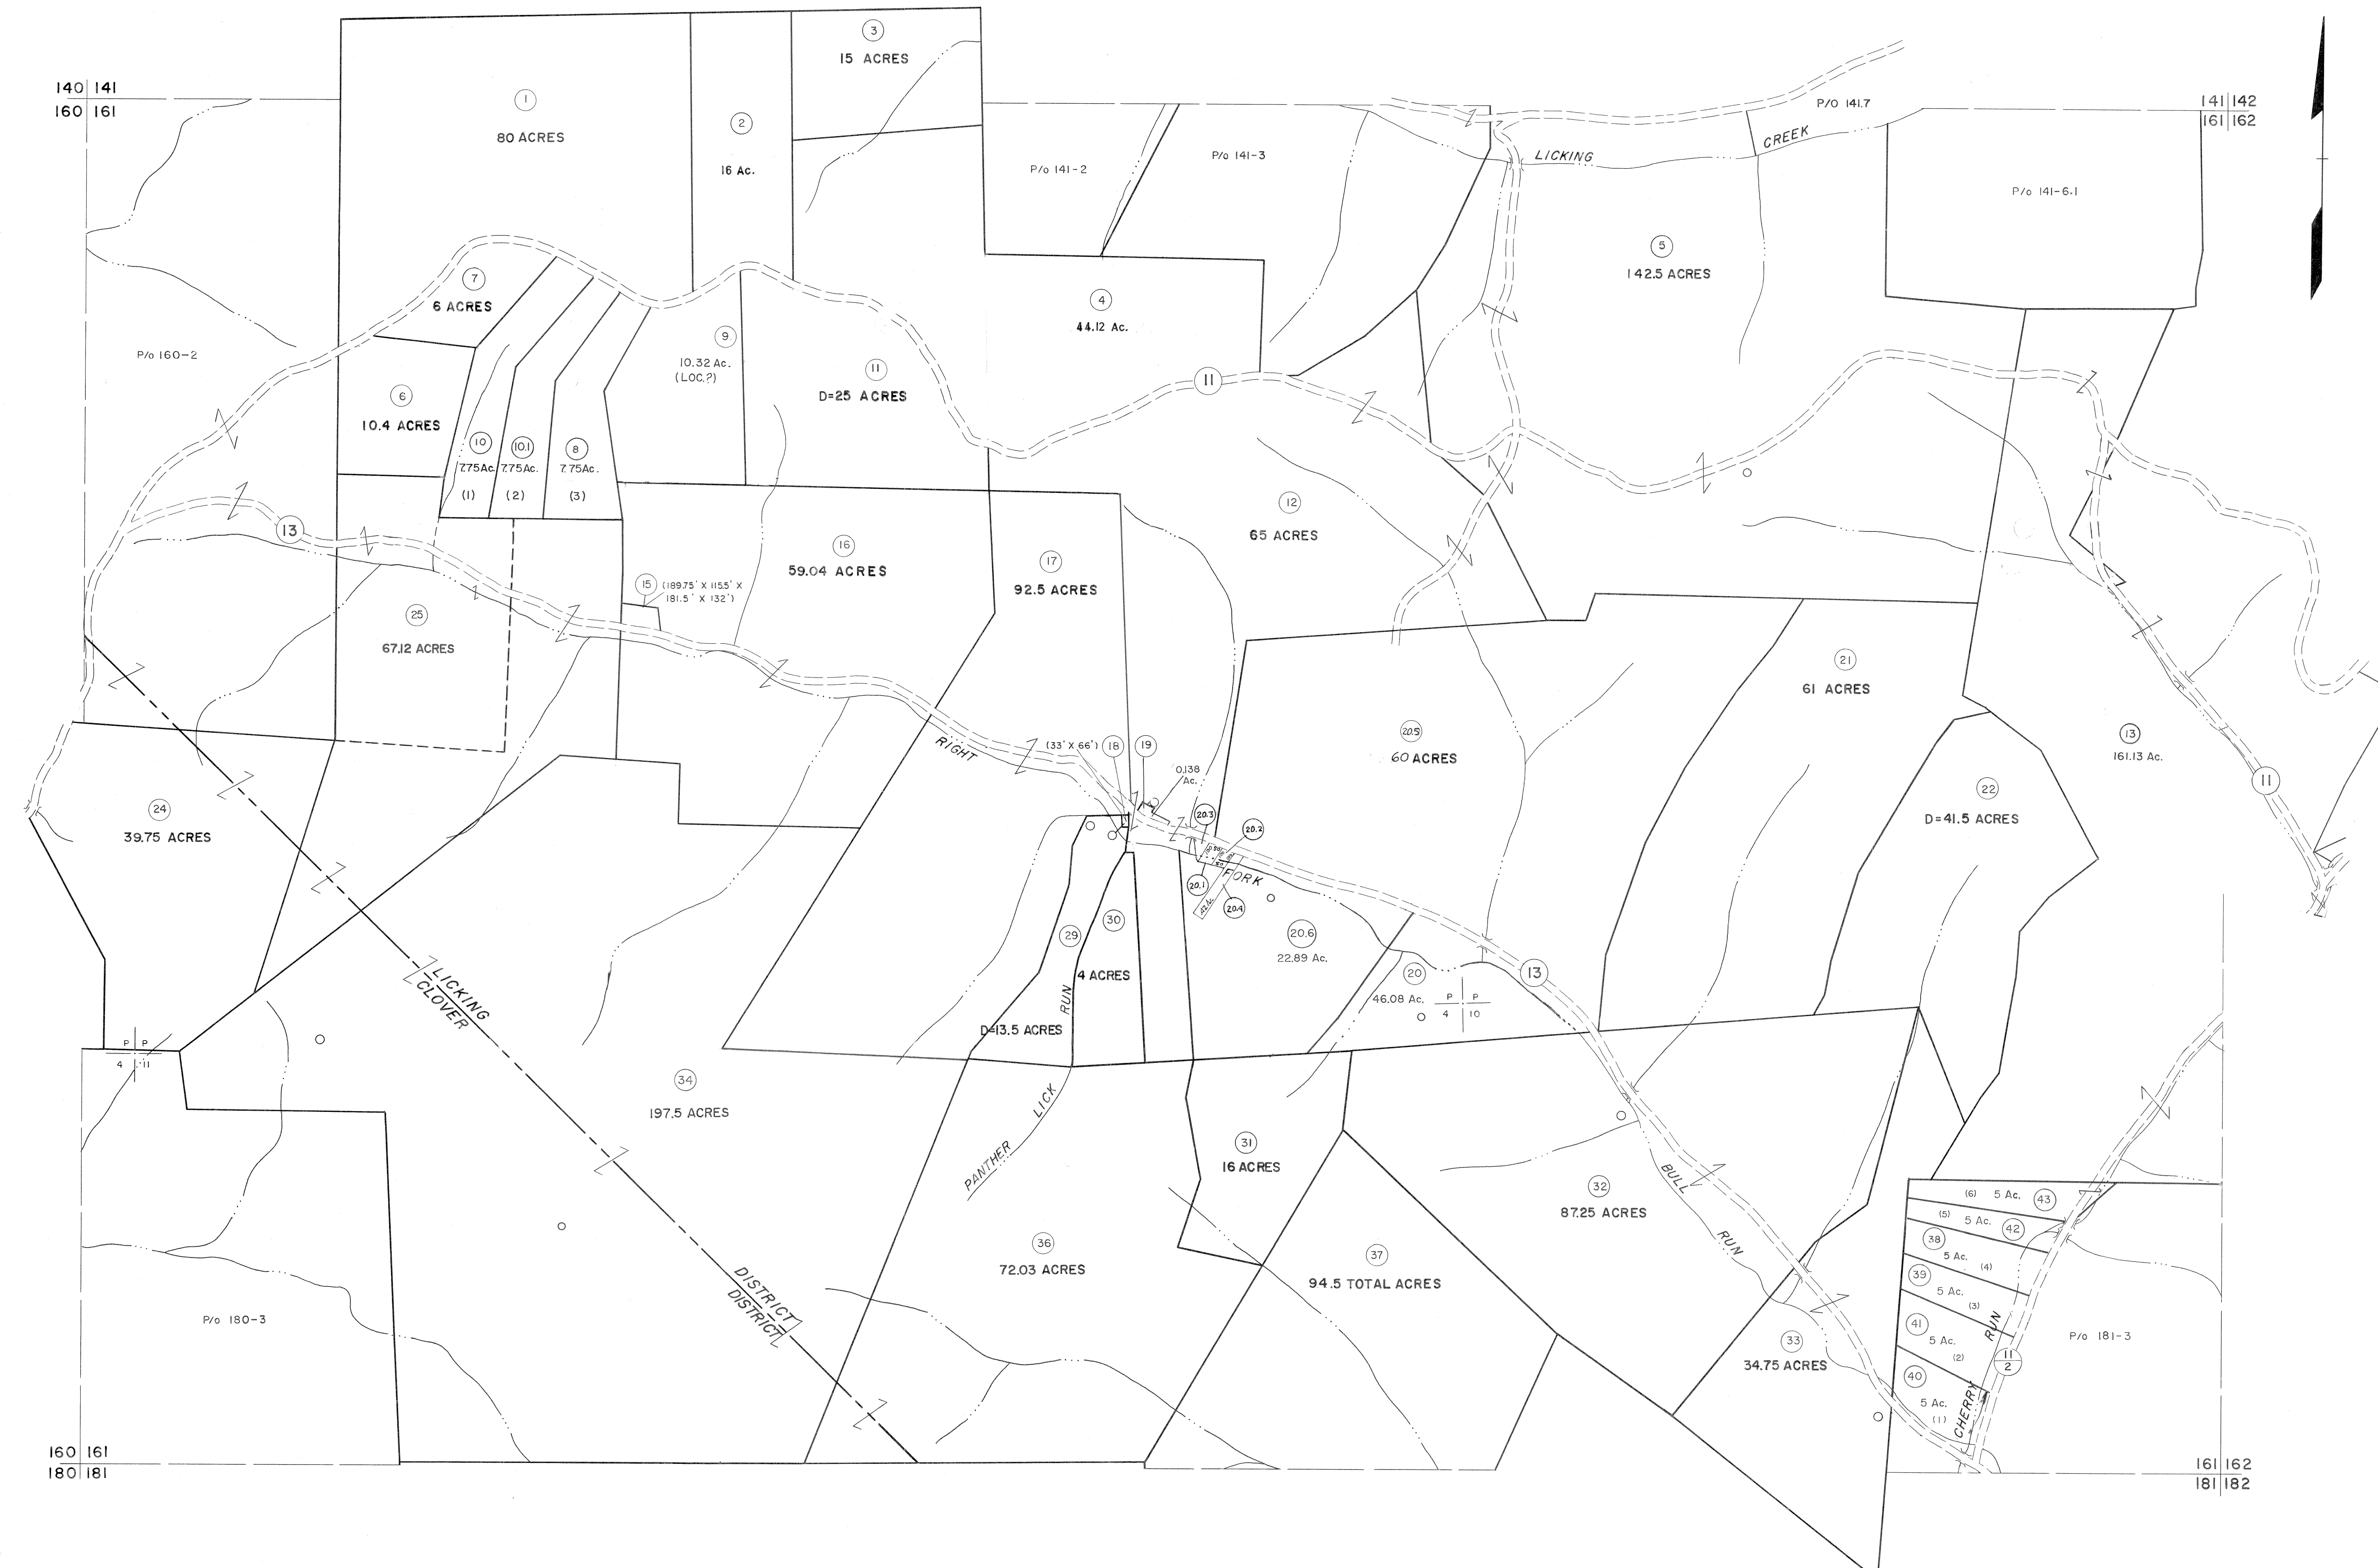 3
15 ACRES
140 141
160 161
1
80 ACRES
2
16 Ac.
P/O 141.7
141 142
161 162
CREEK
LICKING
P/o 141-2
P/o 141-3
P/o 141-6.1
5
142.5 ACRES
7
6 ACRES
4
44.12 Ac.
9
10.32 Ac.
(LOC.?)
P/o 160-2
11
D=25 ACRES
11
6
10.4 ACRES
10
7.75Ac.
(1)
10.1
7.75Ac.
(2)
8
7.75Ac.
(3)
13
12
65 ACRES
16
59.04 ACRES
17
92.5 ACRES
15
(189.75' X 115.5' X
181.5' X 132')
25
67.12 ACRES
21
61 ACRES
20.5
60 ACRES
13
161.13 Ac.
RIGHT
(33' X 66')
18
19
0.138
Ac.
11
22
D=41.5 ACRES
24
39.75 ACRES
20.3
20.2
FORK
20.1
20.4
.42 Ac.
29
30
4 ACRES
20.6
22.89 Ac.
20
46.08 Ac.
P P
4 10
13
LICKING
CLOVER
RUN
D=13.5 ACRES
P P
4 11
34
197.5 ACRES
LICK
PANTHER
31
16 ACRES
32
87.25 ACRES
BULL
RUN
(6) 5 Ac. 43
(5) 5 Ac. 42
38
5 Ac. (4)
39
5 Ac. (3)
41
5 Ac.
(2)
40
5 Ac.
(1)
RUN
CHERRY
11
2
P/o 181-3
36
72.03 ACRES
37
94.5 TOTAL ACRES
DISTRICT
DISTRICT
P/o 180-3
33
34.75 ACRES
160 161
180 181
161 162
181 182